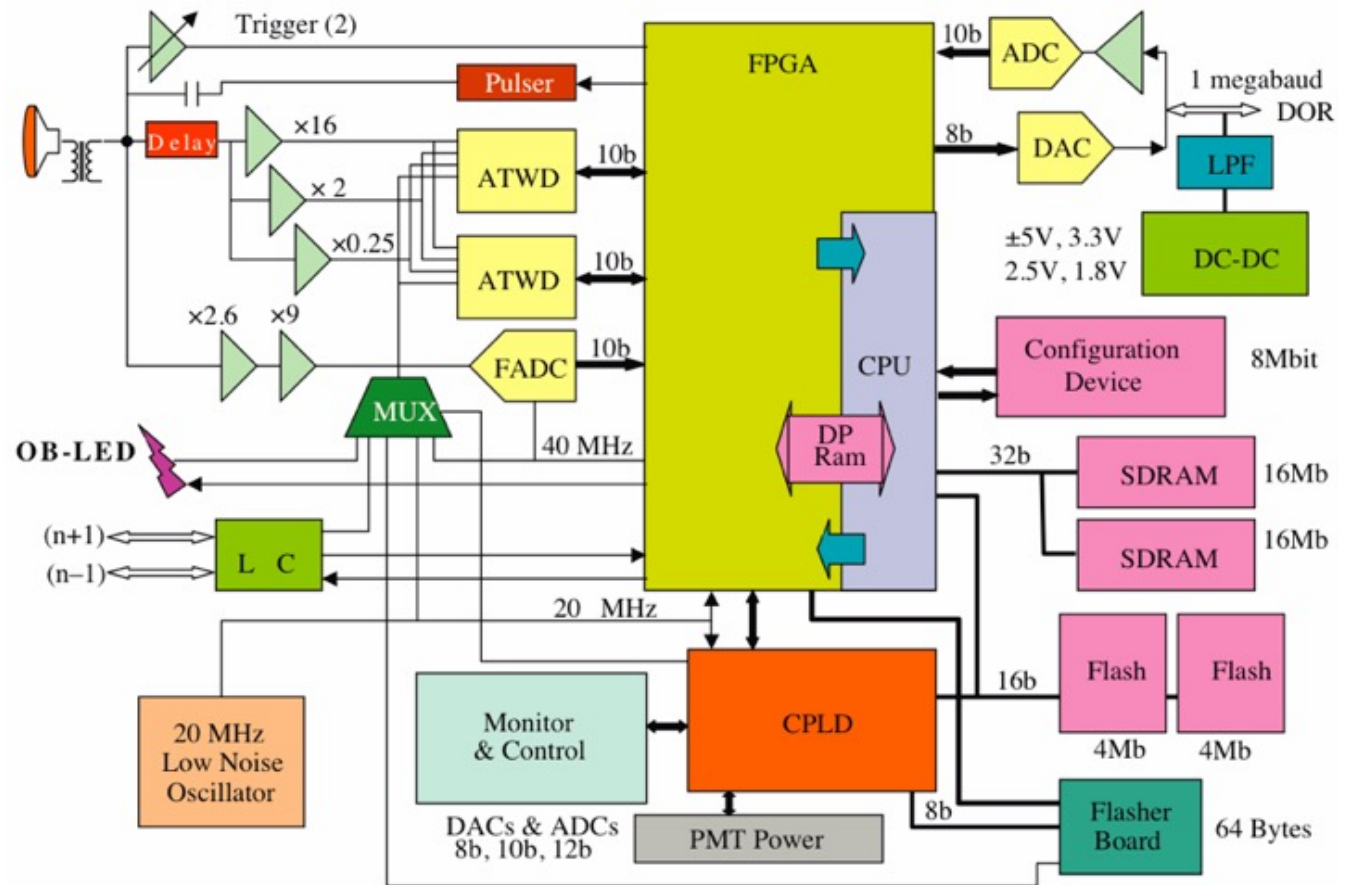 Trigger (2)
FPGA
10b
ADC
1 megabaud
DOR
Pulser
Delay
×16
ATWD
10b
8b
DAC
LPF
× 2
×0.25
ATWD
10b
±5V, 3.3V
2.5V, 1.8V
DC-DC
×2.6
×9
FADC
10b
CPU
Configuration
Device
8Mbit
MUX
OB-LED
40 MHz
DP
Ram
32b
SDRAM
16Mb
(n+1)
(n−1)
L C
SDRAM
16Mb
20 MHz
20 MHz
Low Noise
Oscillator
Monitor
& Control
CPLD
16b
Flash
Flash
4Mb
4Mb
DACs & ADCs
8b, 10b, 12b
PMT Power
8b
Flasher
Board
64 Bytes